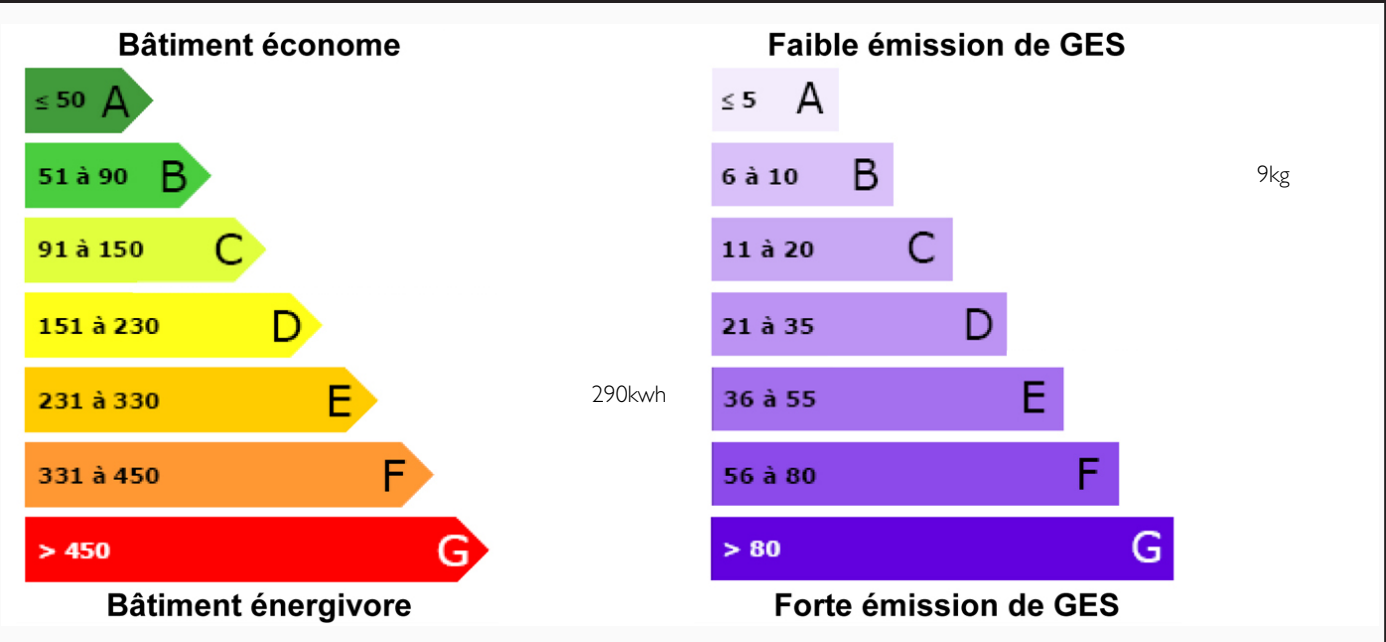 Bâtiment économe
≤ 50 A
51 à 90 B
91 à 150 C
151 à 230 D
231 à 330 E
290kwh
331 à 450 F
> 450 G
Bâtiment énergivore
Faible émission de GES
≤ 5 A
6 à 10 B
9kg
11 à 20 C
21 à 35 D
36 à 55 E
56 à 80 F
> 80 G
Forte émission de GES